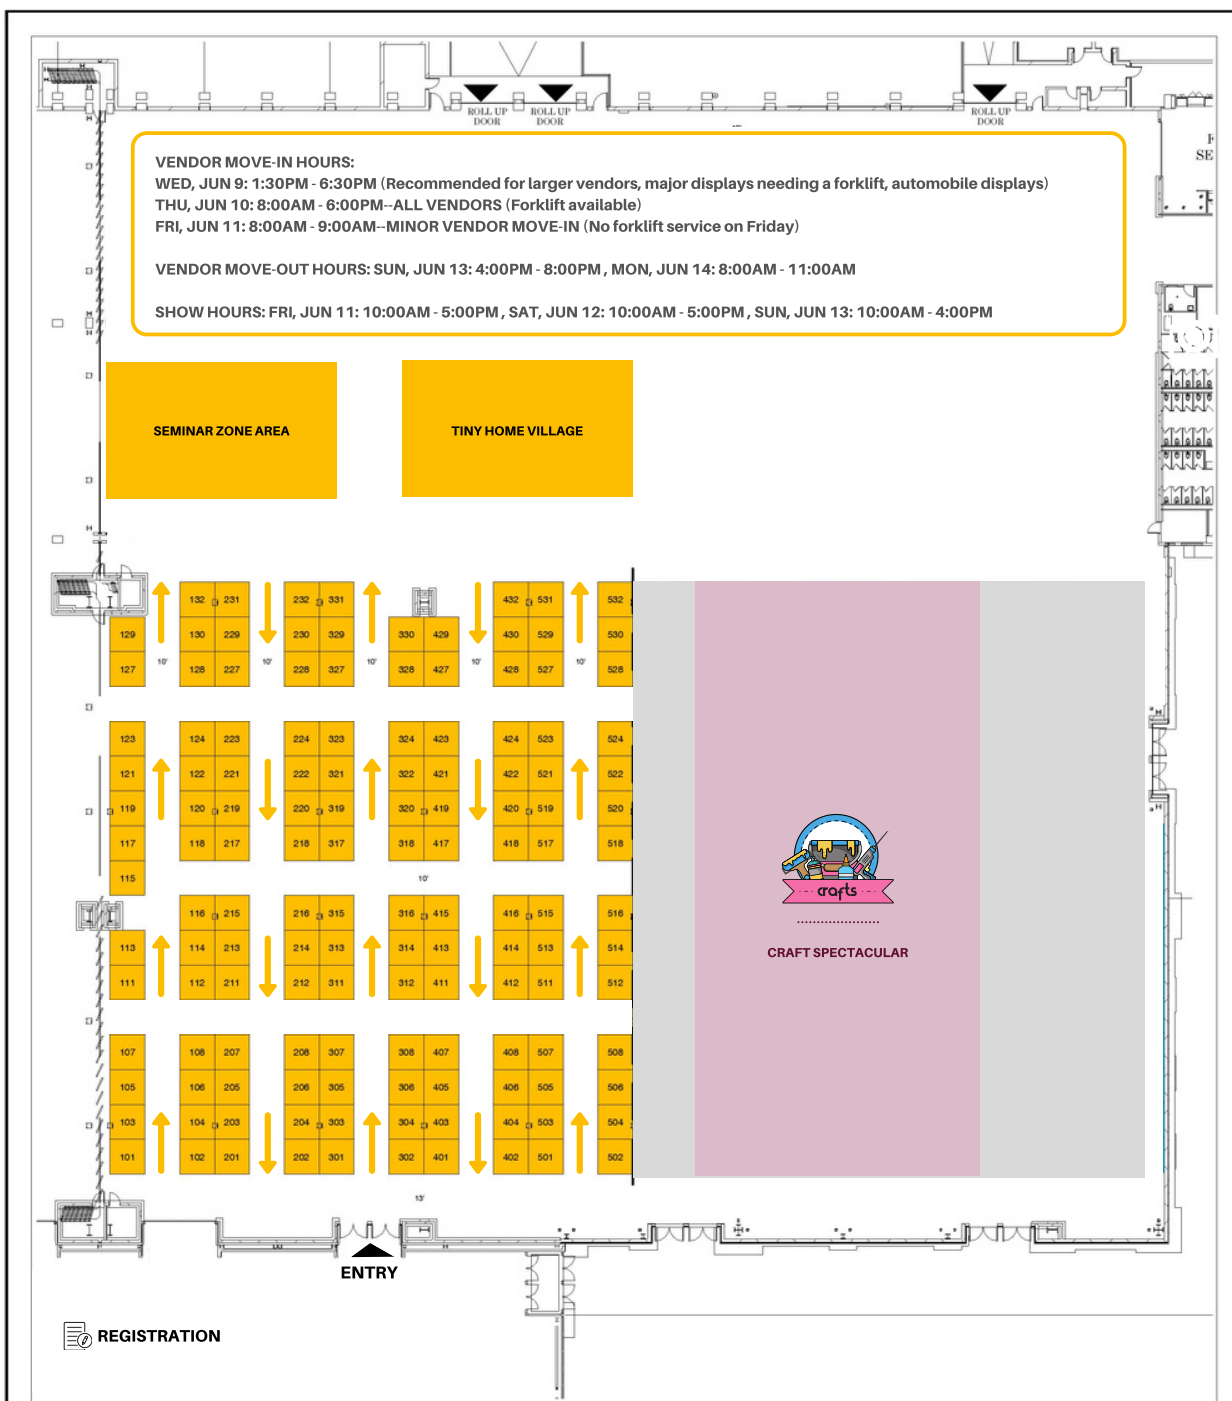 ROLL UP DOOR
ROLL UP DOOR
ROLL UP DOOR
F
SE
VENDOR MOVE-IN HOURS:
WED, JUN 9: 1:30PM - 6:30PM (Recommended for larger vendors, major displays needing a forklift, automobile displays)
THU, JUN 10: 8:00AM - 6:00PM--ALL VENDORS (Forklift available)
FRI, JUN 11: 8:00AM - 9:00AM--MINOR VENDOR MOVE-IN (No forklift service on Friday)
VENDOR MOVE-OUT HOURS: SUN, JUN 13: 4:00PM - 8:00PM , MON, JUN 14: 8:00AM - 11:00AM
SHOW HOURS: FRI, JUN 11: 10:00AM - 5:00PM , SAT, JUN 12: 10:00AM - 5:00PM , SUN, JUN 13: 10:00AM - 4:00PM
SEMINAR ZONE AREA
TINY HOME VILLAGE
132 231 232 331 432 531 532
129 130 229 230 329 330 429 430 529 530
10' 10' 10' 10' 10'
127 128 227 228 327 328 427 428 527 528
123 124 223 224 323 324 423 424 523 524
121 122 221 222 321 322 421 422 521 522
119 120 219 220 319 320 419 420 519 520
117 118 217 218 317 318 417 418 517 518
115 10'
116 215 216 315 316 415 416 515 516
113 114 213 214 313 314 413 414 513 514
111 112 211 212 311 312 411 412 511 512
crafts
CRAFT SPECTACULAR
107 108 207 208 307 308 407 408 507 508
105 106 205 206 305 306 405 406 505 506
103 104 203 204 303 304 403 404 503 504
101 102 201 202 301 302 401 402 501 502
13'
ENTRY
REGISTRATION